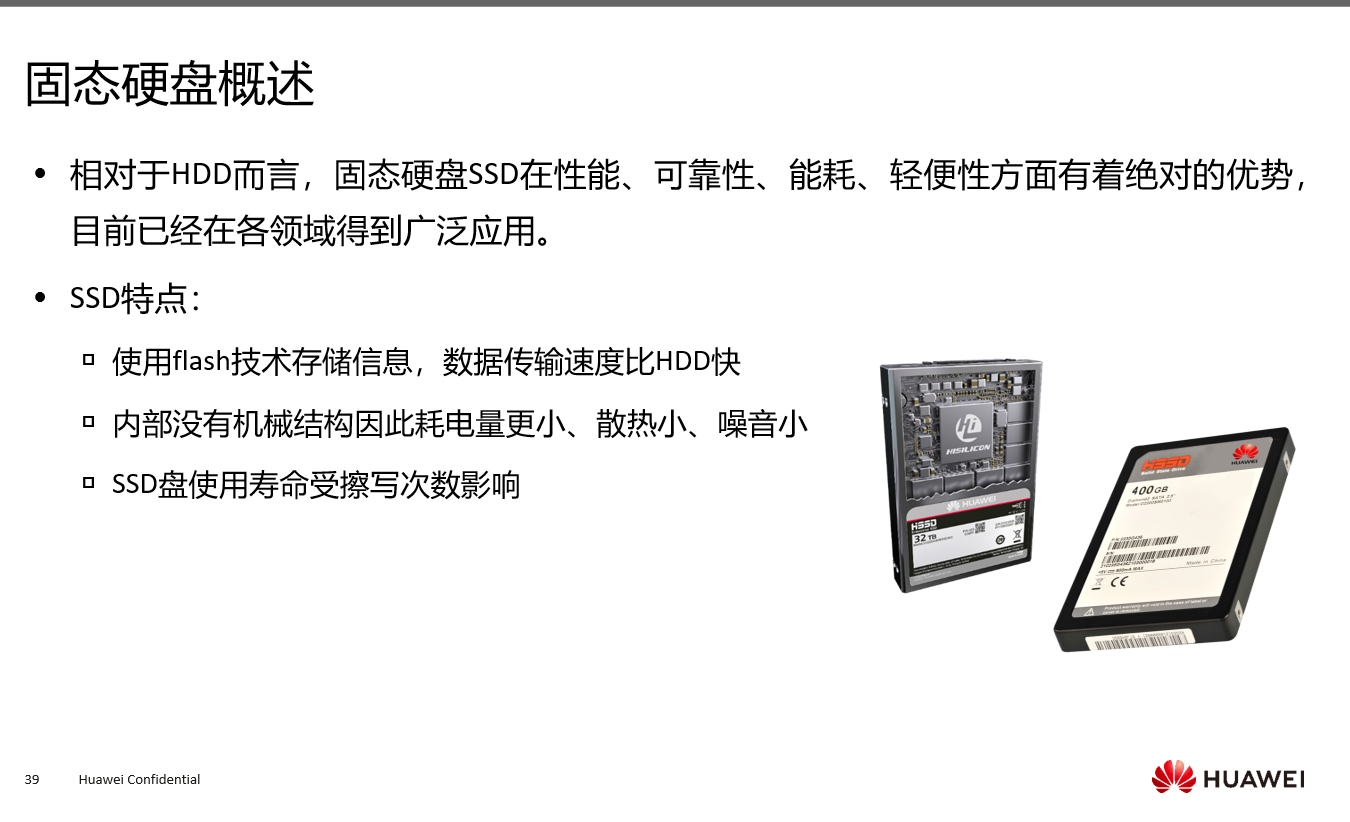 固态硬盘概述
• 相对于HDD而言，固态硬盘SSD在性能、可靠性、能耗、轻便性方面有着绝对的优势，
目前已经在各领域得到广泛应用。
• SSD特点：
▫ 使用flash技术存储信息，数据传输速度比HDD快
▫ 内部没有机械结构因此耗电量更小、散热小、噪音小
▫ SSD盘使用寿命受擦写次数影响
HISILICON
HUAWEI
HSSD
32 TB
HSSD
Solid State Drive
HUAWEI
400GB
Made in China
CE
39 Huawei Confidential
HUAWEI